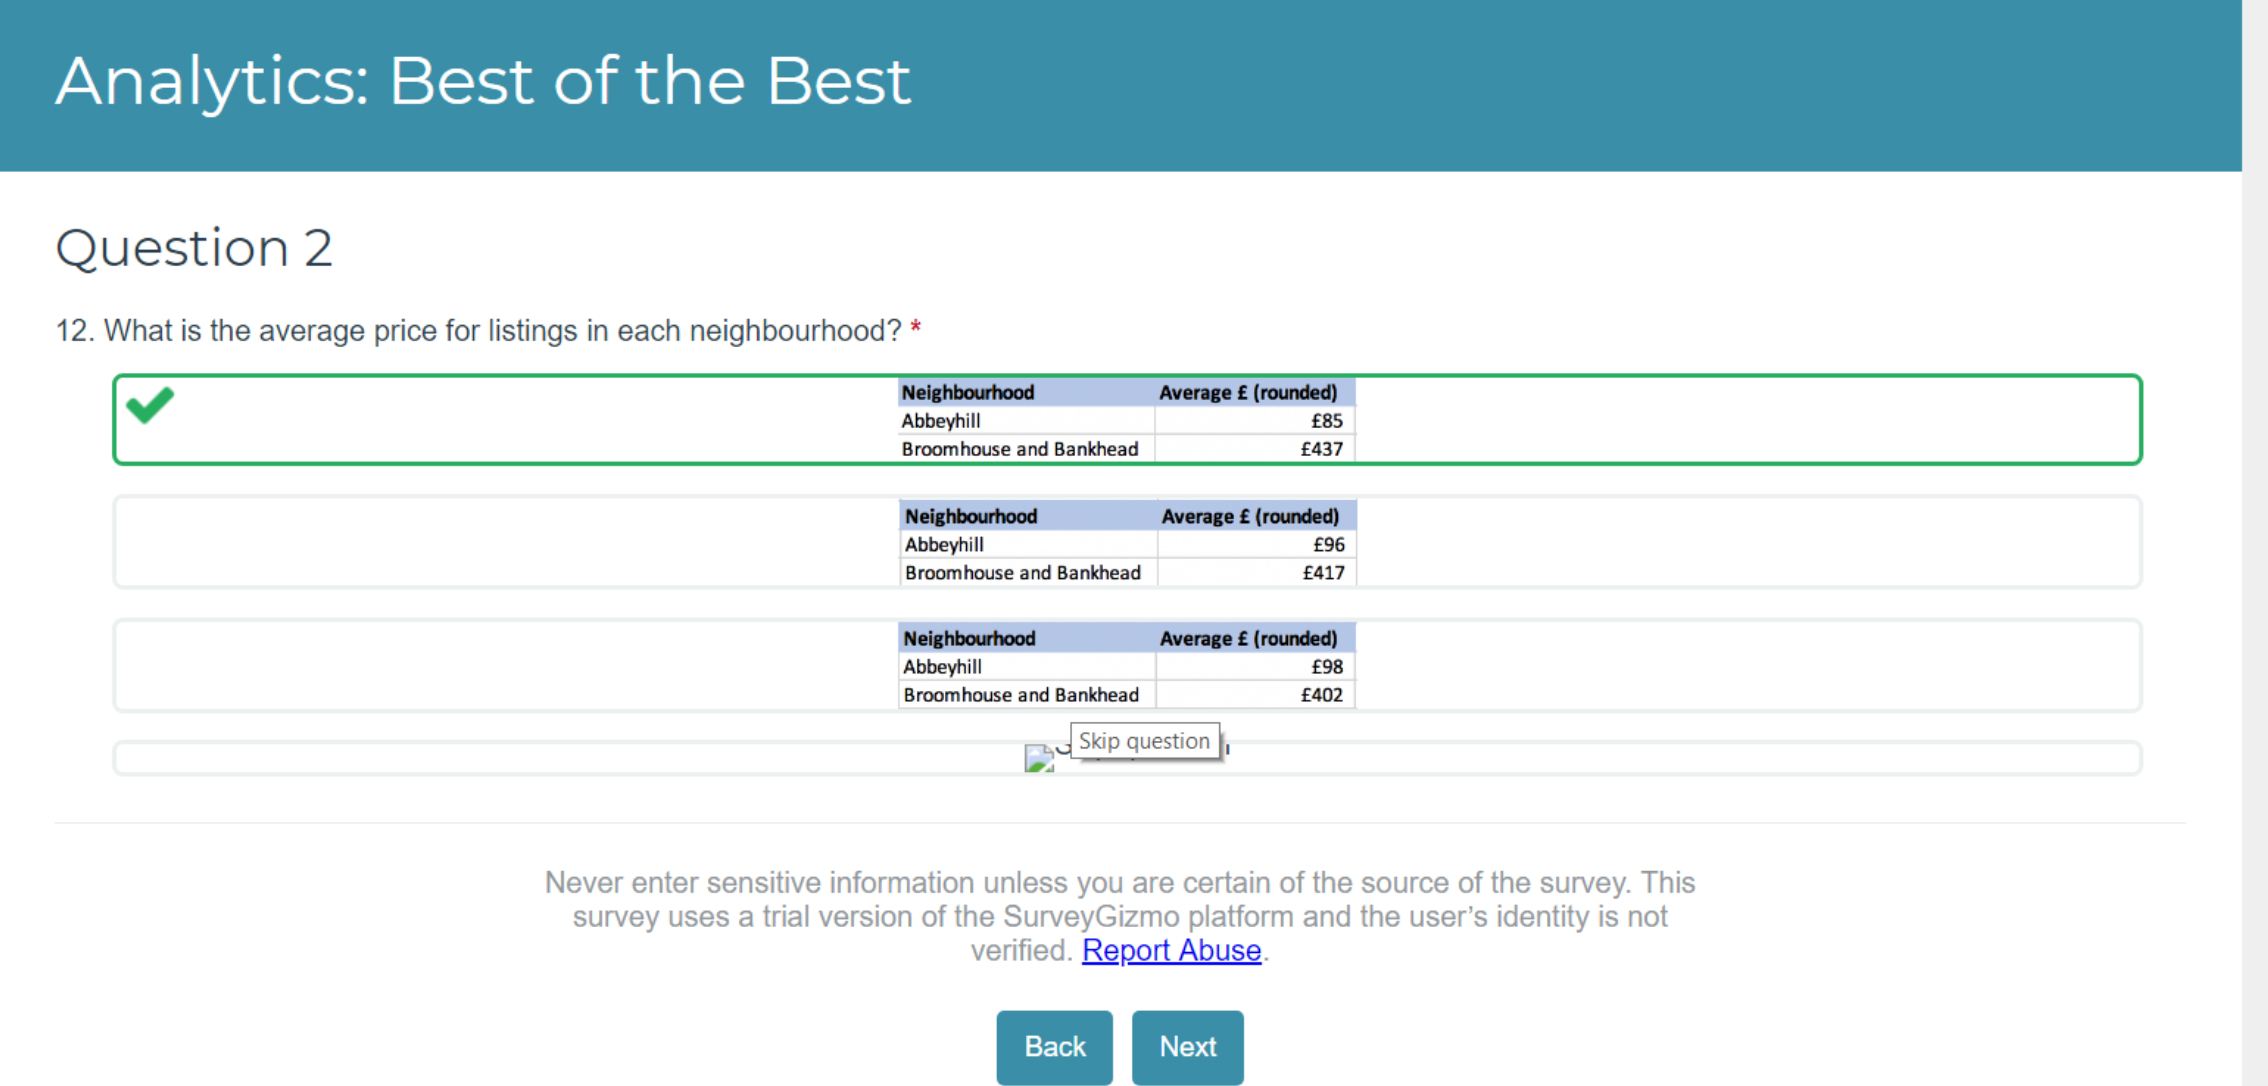 Analytics: Best of the Best
Question 2
12. What is the average price for listings in each neighbourhood? *
Neighbourhood Average £ (rounded)
Abbeyhill £85
Broomhouse and Bankhead £437
Neighbourhood Average £ (rounded)
Abbeyhill £96
Broomhouse and Bankhead £417
Neighbourhood Average £ (rounded)
Abbeyhill £98
Broomhouse and Bankhead £402
Skip question
Never enter sensitive information unless you are certain of the source of the survey. This
survey uses a trial version of the SurveyGizmo platform and the user’s identity is not
verified. Report Abuse.
Back Next